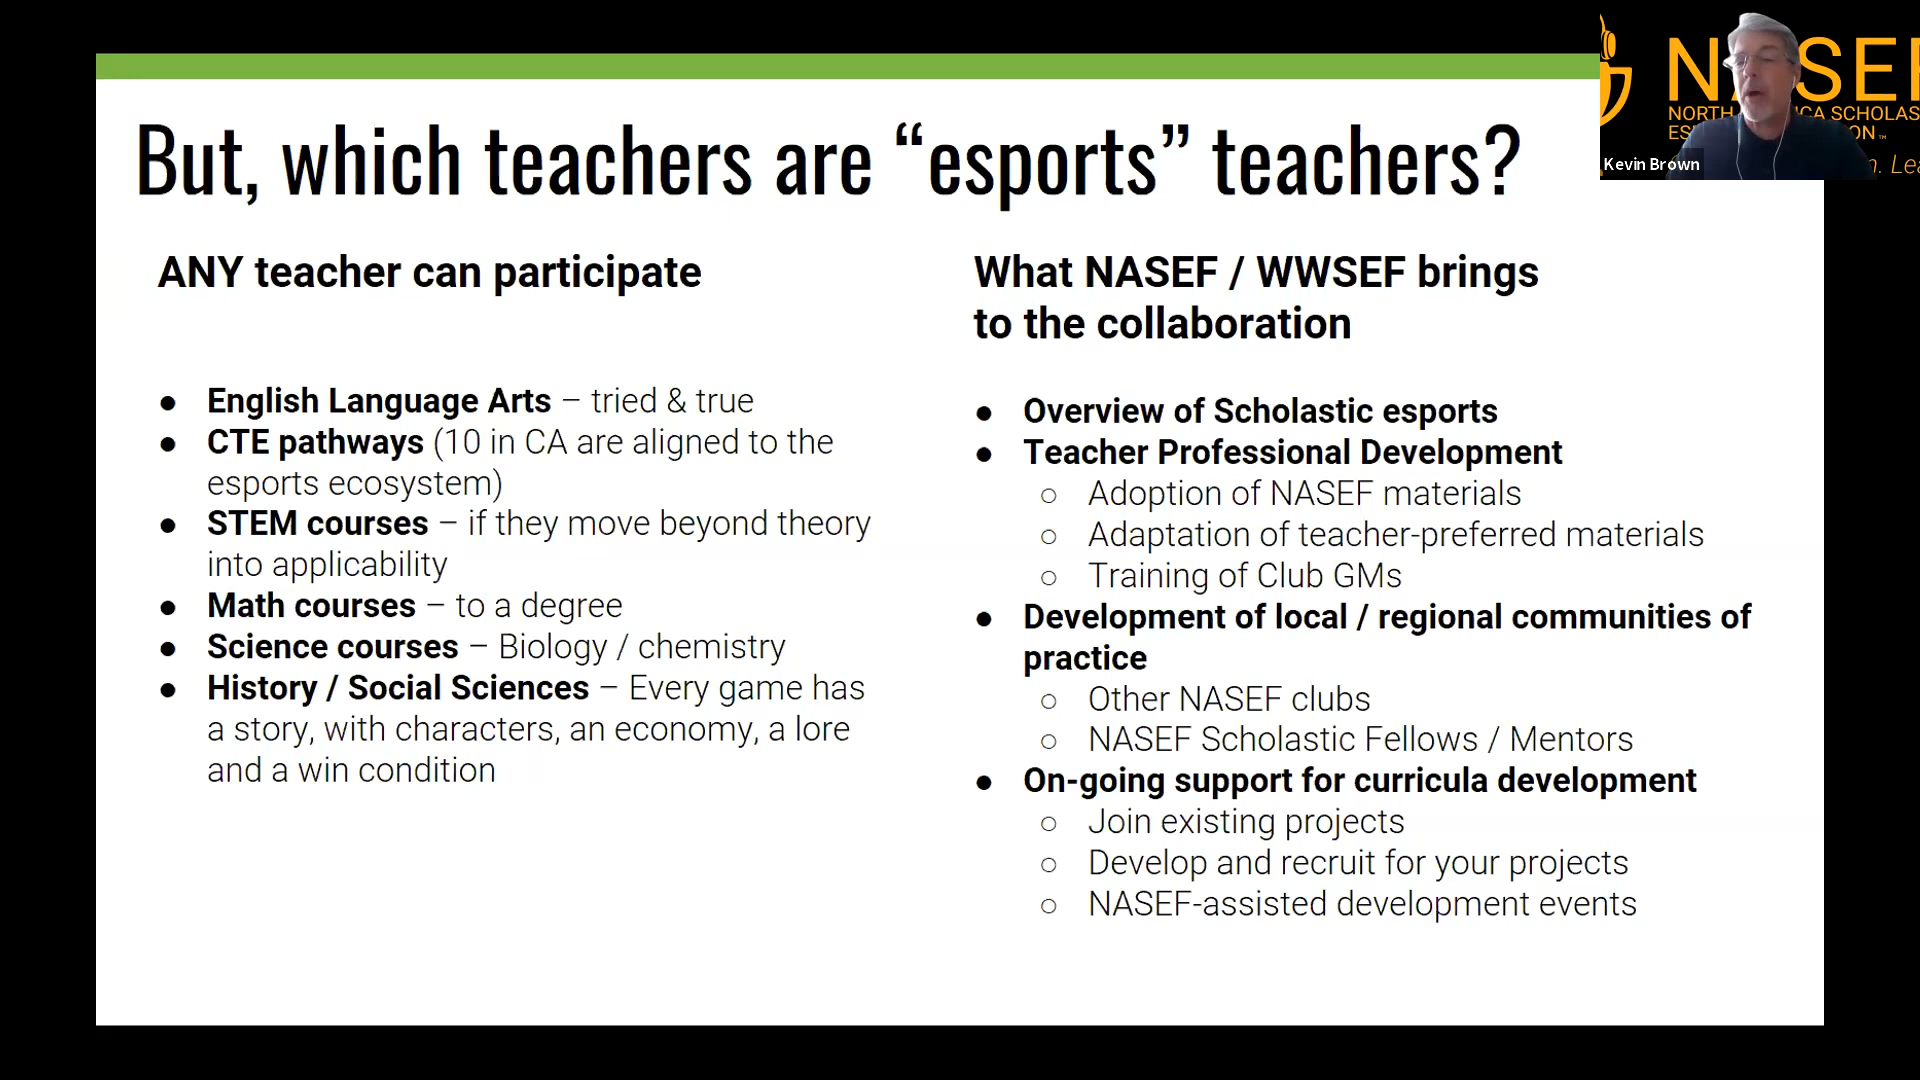 But, which teachers are “esports” teachers?
ANY teacher can participate
● English Language Arts – tried & true
● CTE pathways (10 in CA are aligned to the
esports ecosystem)
● STEM courses – if they move beyond theory
into applicability
● Math courses – to a degree
● Science courses – Biology / chemistry
● History / Social Sciences – Every game has
a story, with characters, an economy, a lore
and a win condition
What NASEF / WWSEF brings
to the collaboration
● Overview of Scholastic esports
● Teacher Professional Development
○ Adoption of NASEF materials
○ Adaptation of teacher-preferred materials
○ Training of Club GMs
● Development of local / regional communities of
practice
○ Other NASEF clubs
○ NASEF Scholastic Fellows / Mentors
● On-going support for curricula development
○ Join existing projects
○ Develop and recruit for your projects
○ NASEF-assisted development events
NORTH
Kevin Brown